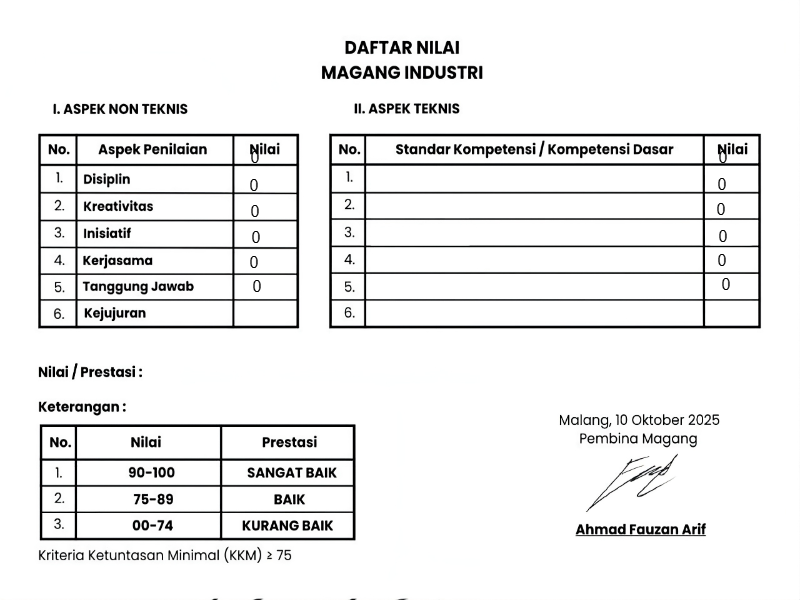 DAFTAR NILAI
MAGANG INDUSTRI
I. ASPEK NON TEKNIS
No. Aspek Penilaian Nilai
0
1. Disiplin 0
2. Kreativitas 0
3. Inisiatif 0
4. Kerjasama 0
5. Tanggung Jawab 0
6. Kejujuran
II. ASPEK TEKNIS
No. Standar Kompetensi / Kompetensi Dasar Nilai
0
1. 0
2. 0
3. 0
4. 0
5. 0
6.
Nilai / Prestasi :
Keterangan :
No. Nilai Prestasi
1. 90-100 SANGAT BAIK
2. 75-89 BAIK
3. 00-74 KURANG BAIK
Kriteria Ketuntasan Minimal (KKM) ≥ 75
Malang, 10 Oktober 2025
Pembina Magang
Ahmad Fauzan Arif